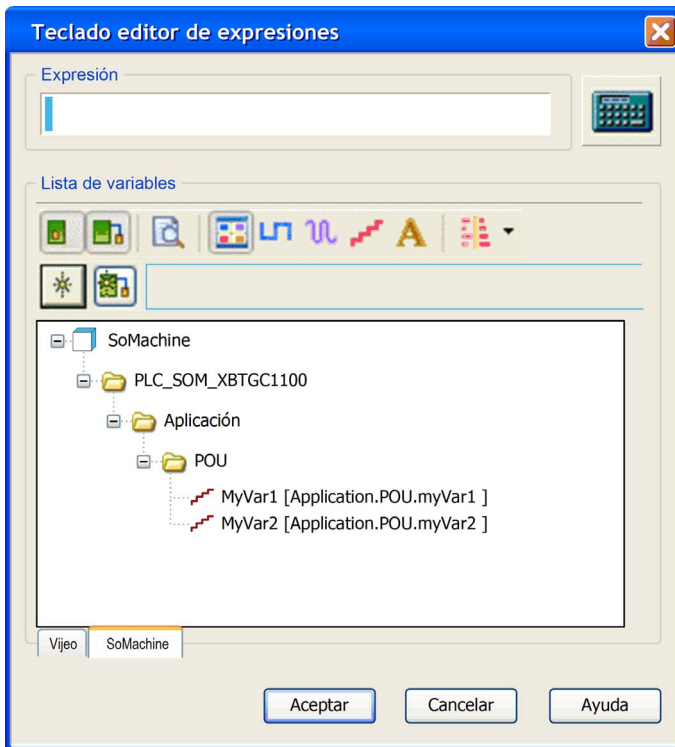 Teclado editor de expresiones
Expresión
Lista de variables
A
SoMachine
PLC_SOM_XBTGC1100
Aplicación
POU
MyVar1 [Application.POU.myVar1 ]
MyVar2 [Application.POU.myVar2 ]
Vijeo SoMachine
Aceptar Cancelar Ayuda